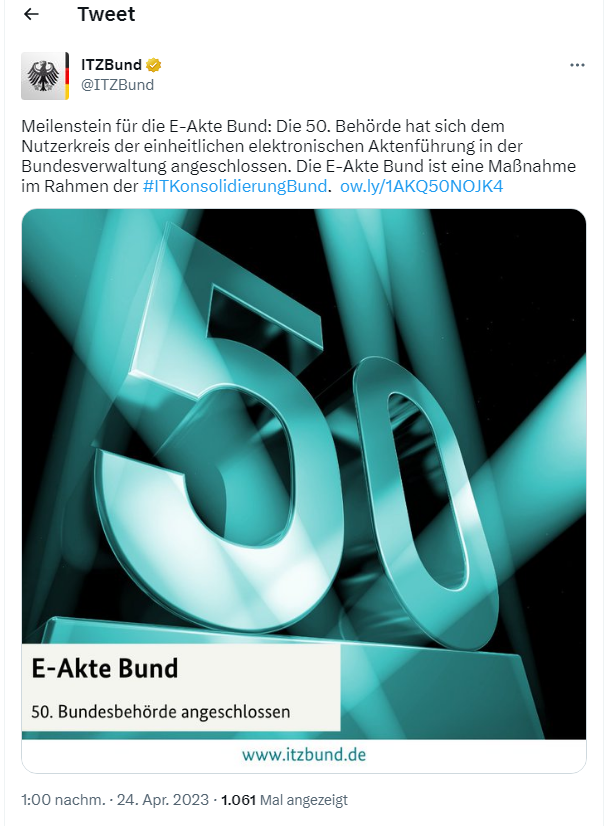 Tweet
ITZBund
@ITZBund
Meilenstein für die E-Akte Bund: Die 50. Behörde hat sich dem
Nutzerkreis der einheitlichen elektronischen Aktenführung in der
Bundesverwaltung angeschlossen. Die E-Akte Bund ist eine Maßnahme
im Rahmen der #ITKonsolidierungBund. ow.ly/1AKQ50NOJK4
50
E-Akte Bund
50. Bundesbehörde angeschlossen
www.itzbund.de
1:00 nachm. · 24. Apr. 2023 · 1.061 Mal angezeigt